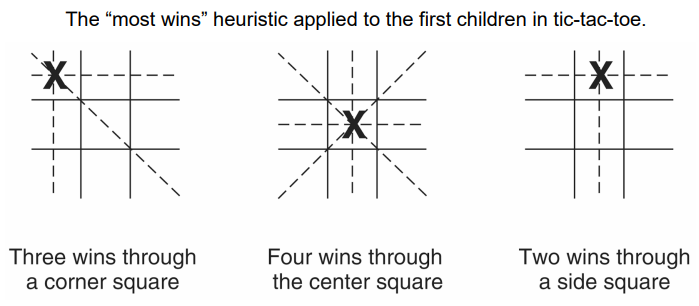 The “most wins” heuristic applied to the first children in tic-tac-toe.
X
X
X
Three wins through
a corner square
Four wins through
the center square
Two wins through
a side square